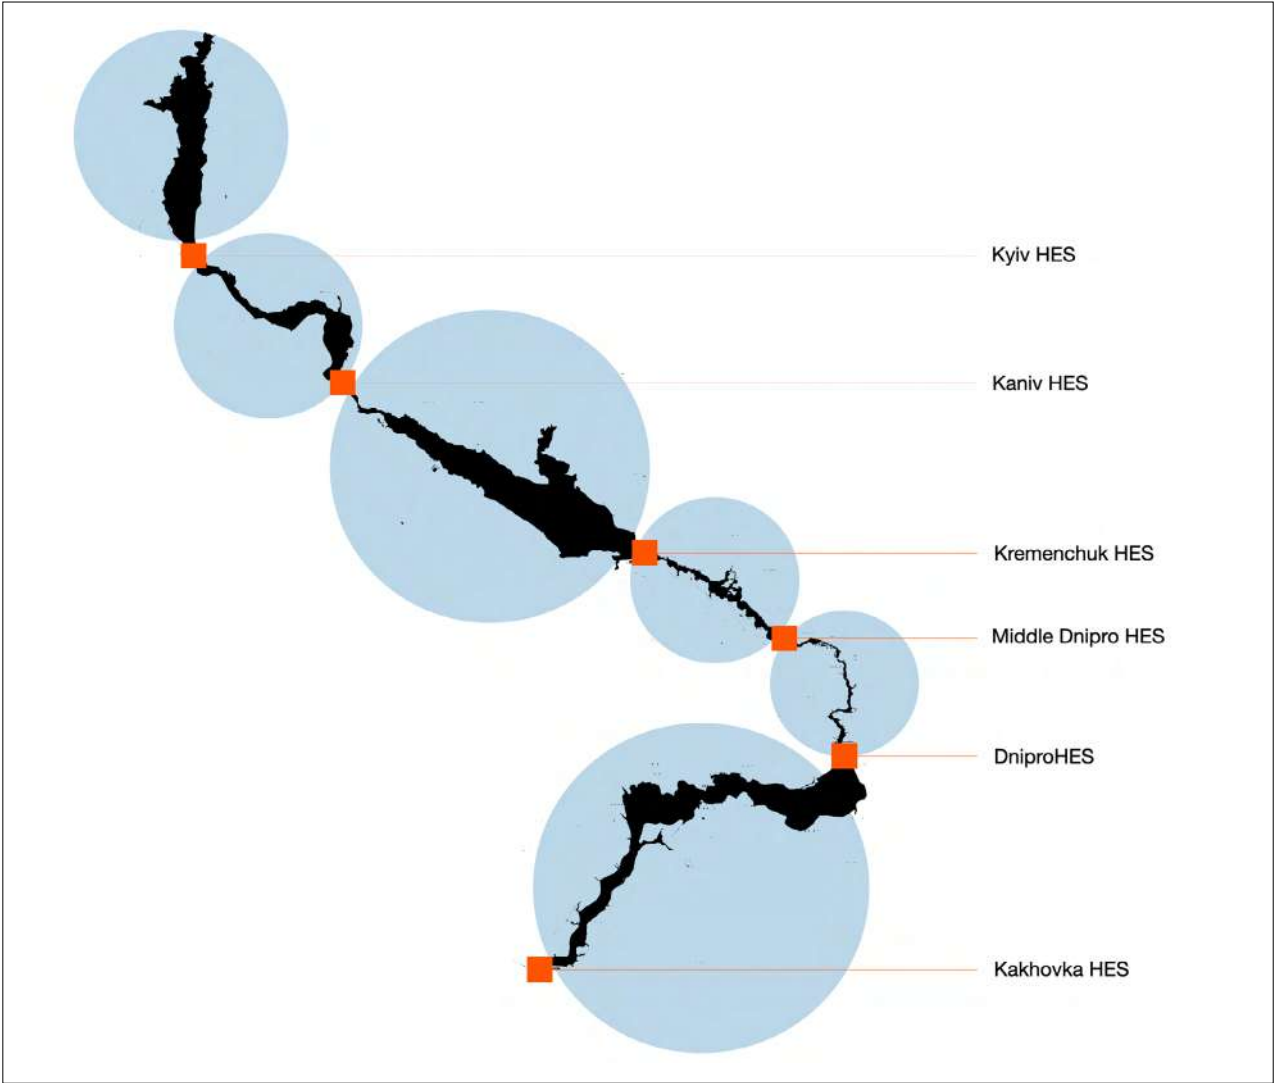 Kyiv HES
Kaniv HES
Kremenchuk HES
Middle Dnipro HES
DniproHES
Kakhovka HES